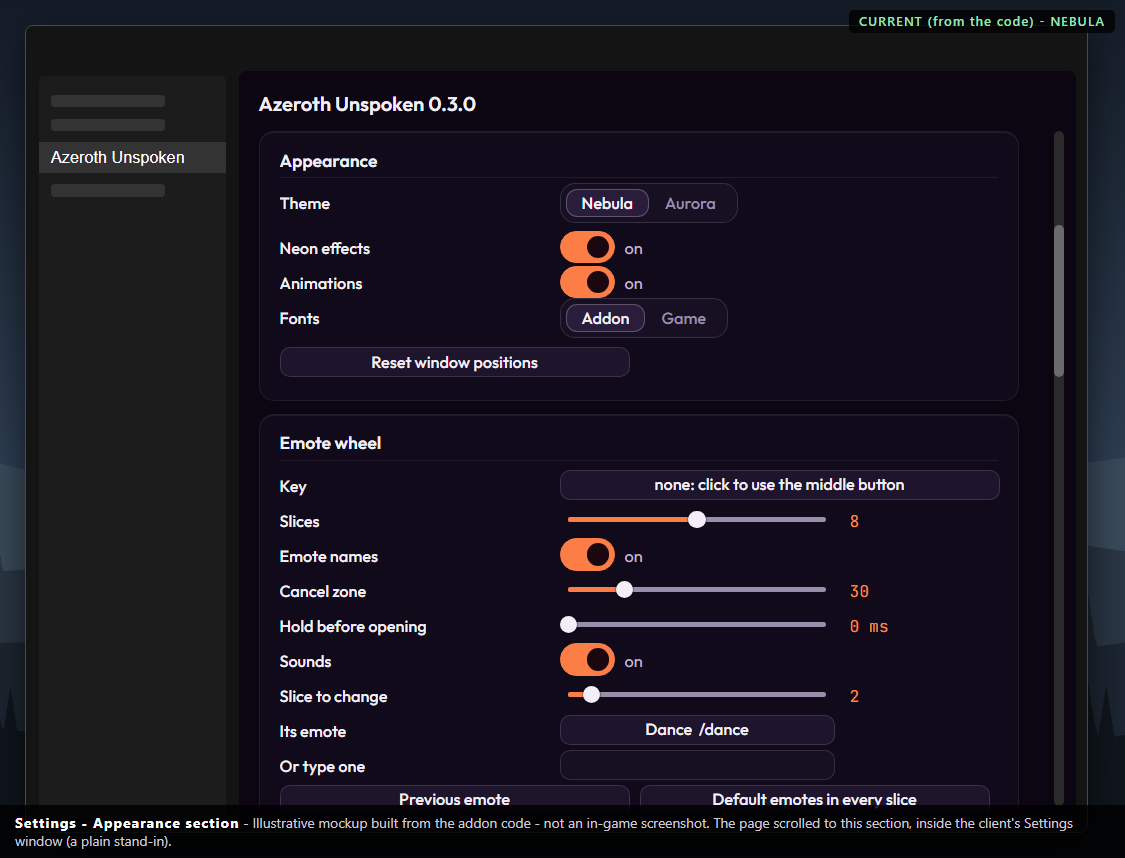 CURRENT (from the code) - NEBULA
Azeroth Unspoken
Azeroth Unspoken 0.3.0
Appearance
Theme Nebula Aurora
Neon effects on
Animations on
Fonts Addon Game
Reset window positions
Emote wheel
Key none: click to use the middle button
Slices 8
Emote names on
Cancel zone 30
Hold before opening 0 ms
Sounds on
Slice to change 2
Its emote Dance /dance
Or type one
Previous emote Default emotes in every slice
Settings - Appearance section - Illustrative mockup built from the addon code - not an in-game screenshot. The page scrolled to this section, inside the client's Settings
window (a plain stand-in).